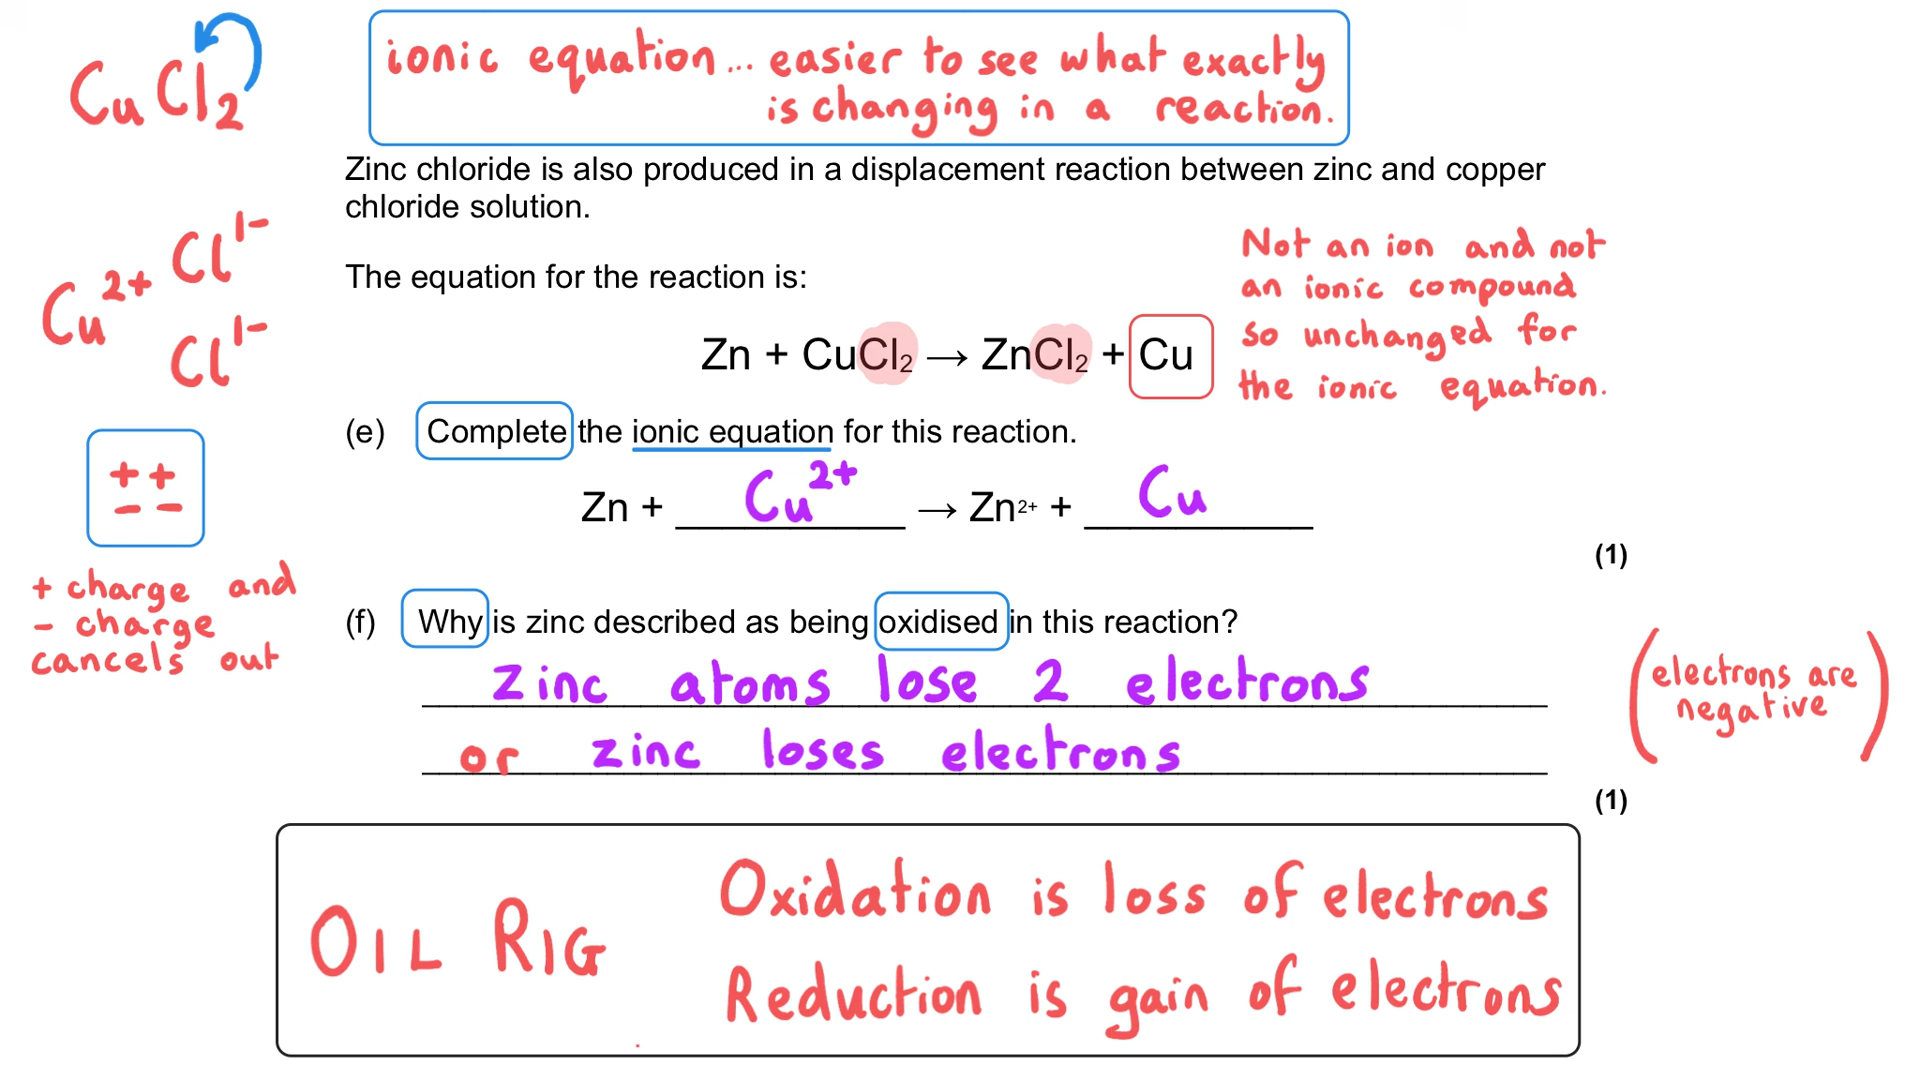 CuCl₂
ionic equation... easier to see what exactly
is changing in a reaction.
Zinc chloride is also produced in a displacement reaction between zinc and copper
chloride solution.
Cu²⁺ Cl¹⁻
Cl¹⁻
The equation for the reaction is:
Zn + CuCl₂ → ZnCl₂ + Cu
Not an ion and not
an ionic compound
so unchanged for
the ionic equation.
(e) Complete the ionic equation for this reaction.
Zn + Cu²⁺ → Zn²⁺ + Cu
(1)
+ +
− −
+ charge and
− charge
cancels out
(f) Why is zinc described as being oxidised in this reaction?
zinc atoms lose 2 electrons
or zinc loses electrons
(electrons are
negative)
(1)
OIL RIG
Oxidation is loss of electrons
Reduction is gain of electrons